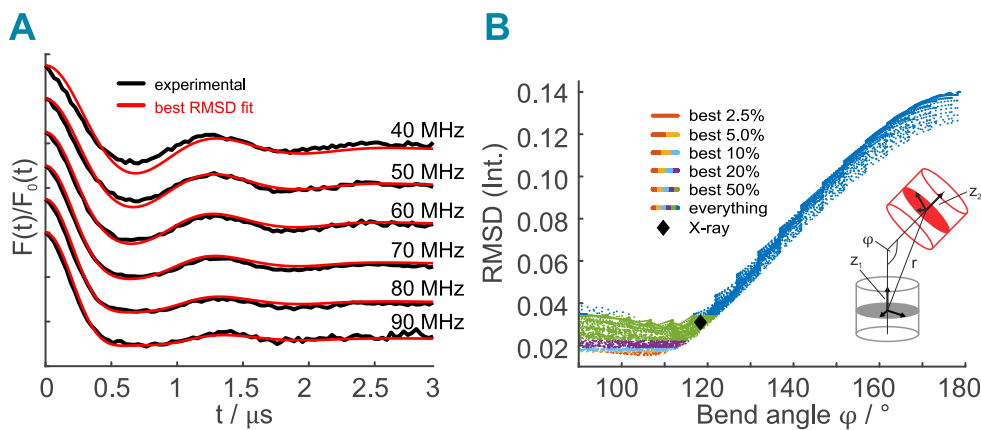 A
F(t)/F₀(t)
experimental
best RMSD fit
40 MHz
50 MHz
60 MHz
70 MHz
80 MHz
90 MHz
0 0.5 1 1.5 2 2.5 3
t / μs
B
RMSD (Int.)
0.14
0.12
0.10
0.08
0.06
0.04
0.02
best 2.5%
best 5.0%
best 10%
best 20%
best 50%
everything
X-ray
z₂
φ
z₁
r
100 120 140 160 180
Bend angle φ / °